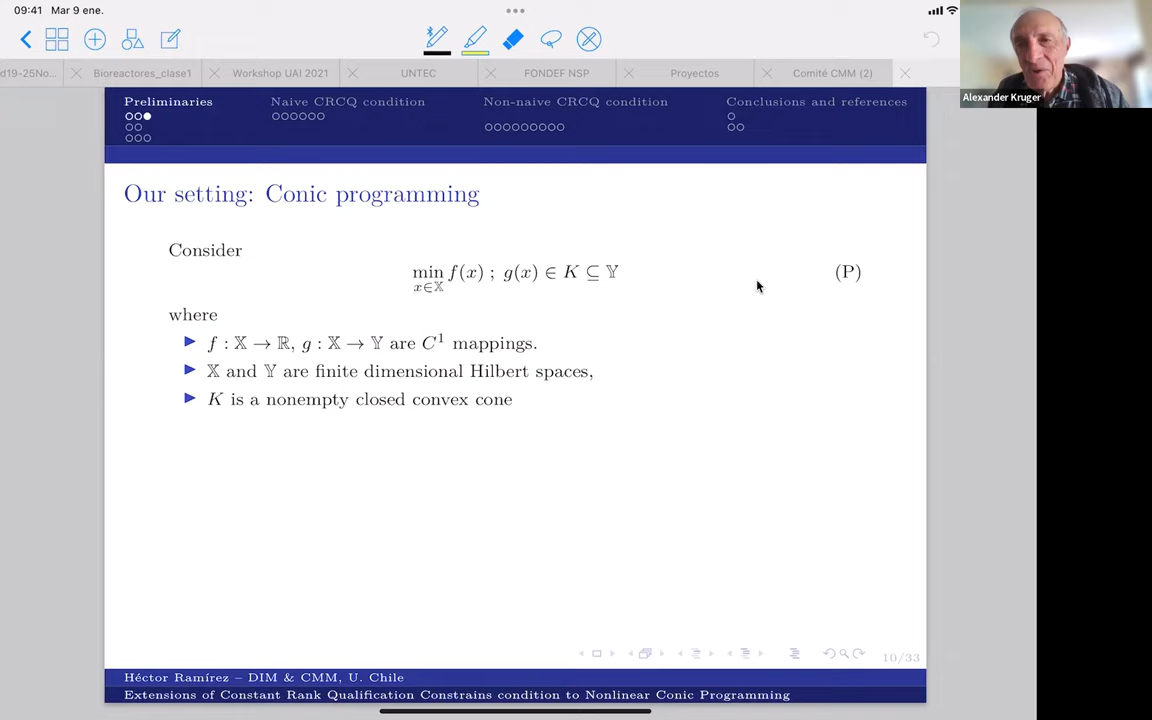 09:41 Mar 9 ene.
d19-25No... Bioreactores_clase1 Workshop UAI 2021 UNTEC FONDEF NSP Proyectos Comité CMM (2)
Alexander Kruger
Preliminaries Naive CRCQ condition Non-naive CRCQ condition Conclusions and references
Our setting: Conic programming
Consider
min f(x) ; g(x) ∈ K ⊆ 𝕐 (P)
x∈𝕏
where
▶ f : 𝕏 → ℝ, g : 𝕏 → 𝕐 are C¹ mappings.
▶ 𝕏 and 𝕐 are finite dimensional Hilbert spaces,
▶ K is a nonempty closed convex cone
10/33
Héctor Ramírez – DIM & CMM, U. Chile
Extensions of Constant Rank Qualification Constrains condition to Nonlinear Conic Programming